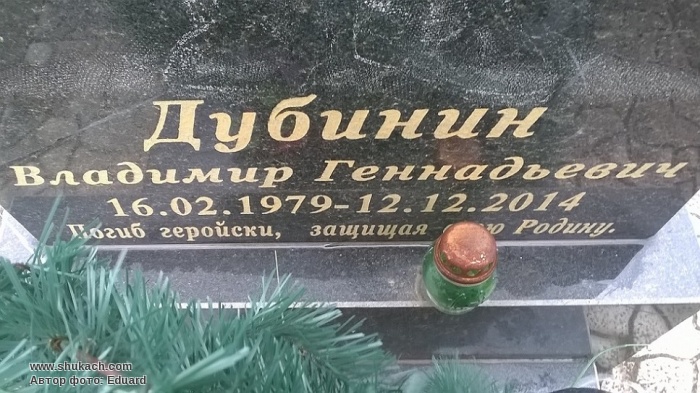 Дубинин
Владимир Геннадьевич
16.02.1979-12.12.2014
Погиб геройски, защищая Родину.
www.shukach.com
Автор фото: Eduard